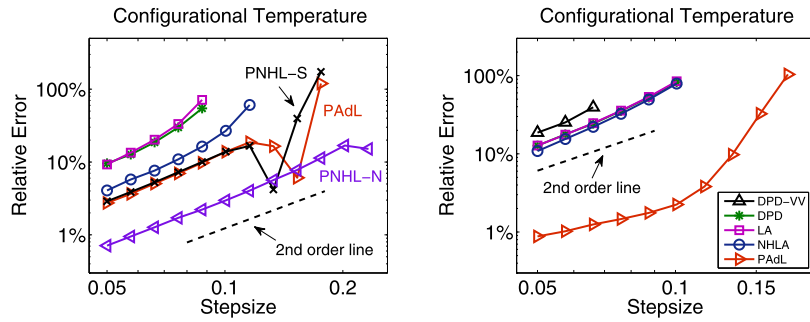 Configurational Temperature
Relative Error
100%
10%
1%
PNHL-S
PAdL
PNHL-N
2nd order line
0.05
0.1
0.2
Stepsize
Configurational Temperature
Relative Error
100%
10%
1%
2nd order line
DPD-VV
DPD
LA
NHLA
PAdL
0.05
0.1
0.15
Stepsize